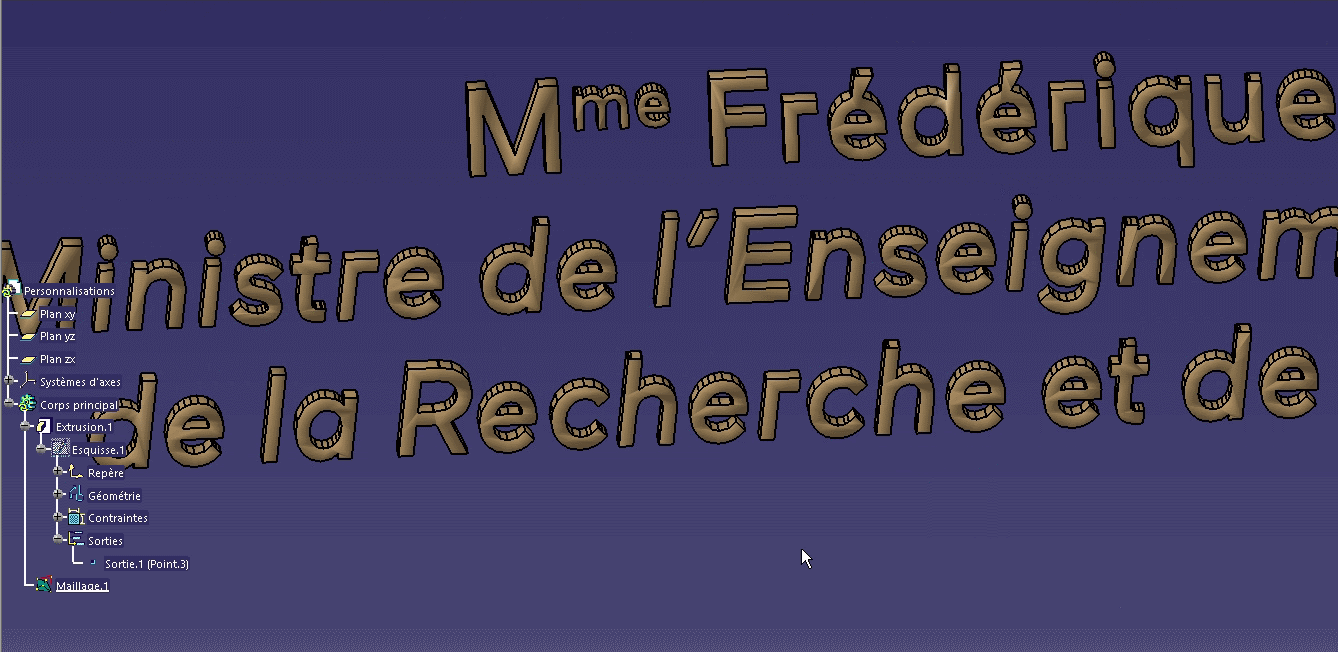 Mᵐᵉ Frédérique
Ministre de l'Enseignem
de la Recherche et de
Personnalisations
Plan xy
Plan yz
Plan zx
Systèmes d'axes
Corps principal
Extrusion.1
Esquisse.1
Repère
Géométrie
Contraintes
Sorties
Sortie.1 (Point.3)
Maillage.1